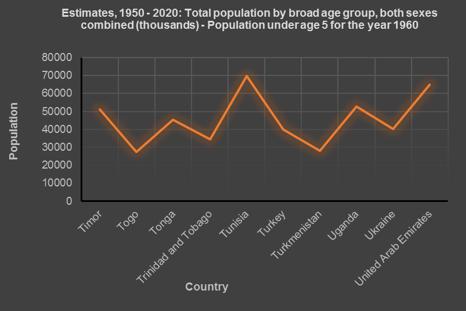 Estimates, 1950 - 2020: Total population by broad age group, both sexes
combined (thousands) - Population under age 5 for the year 1960
Population
80000
70000
60000
50000
40000
30000
20000
10000
0
Timor
Togo
Tonga
Trinidad and Tobago
Tunisia
Turkey
Turkmenistan
Uganda
Ukraine
United Arab Emirates
Country